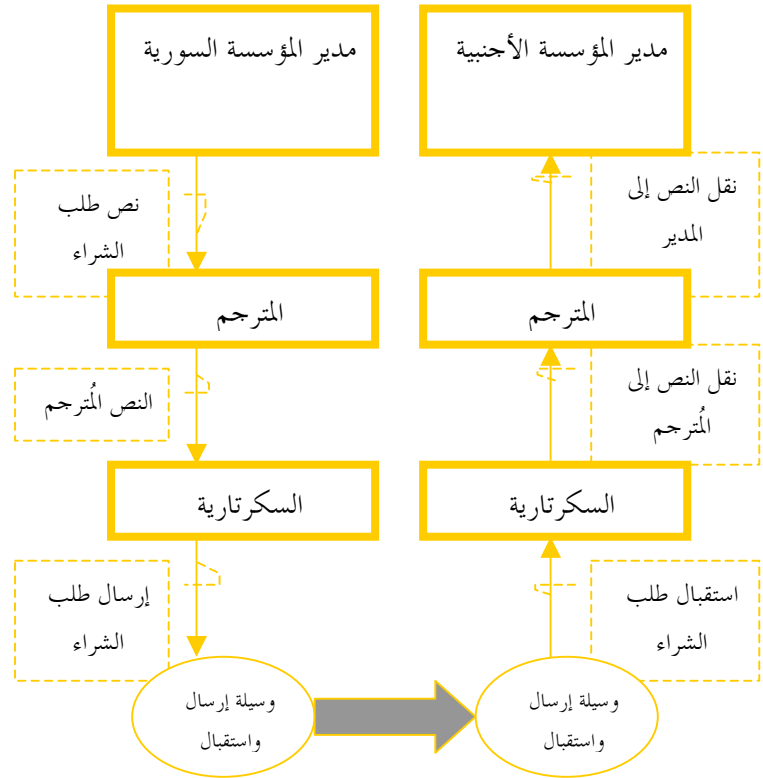 مدير المؤسسة السورية
مدير المؤسسة الأجنبية
نص طلب
الشراء
نقل النص إلى
المدير
المترجم
المترجم
النص المُترجم
نقل النص إلى
المُترجم
السكرتارية
السكرتارية
إرسال طلب
الشراء
استقبال طلب
الشراء
وسيلة إرسال
واستقبال
وسيلة إرسال
واستقبال